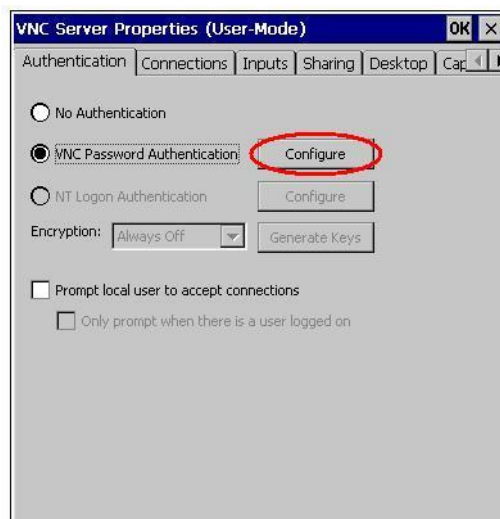 VNC Server Properties (User-Mode) OK ×
Authentication Connections Inputs Sharing Desktop Cap
No Authentication
VNC Password Authentication Configure
NT Logon Authentication Configure
Encryption: Always Off Generate Keys
Prompt local user to accept connections
Only prompt when there is a user logged on